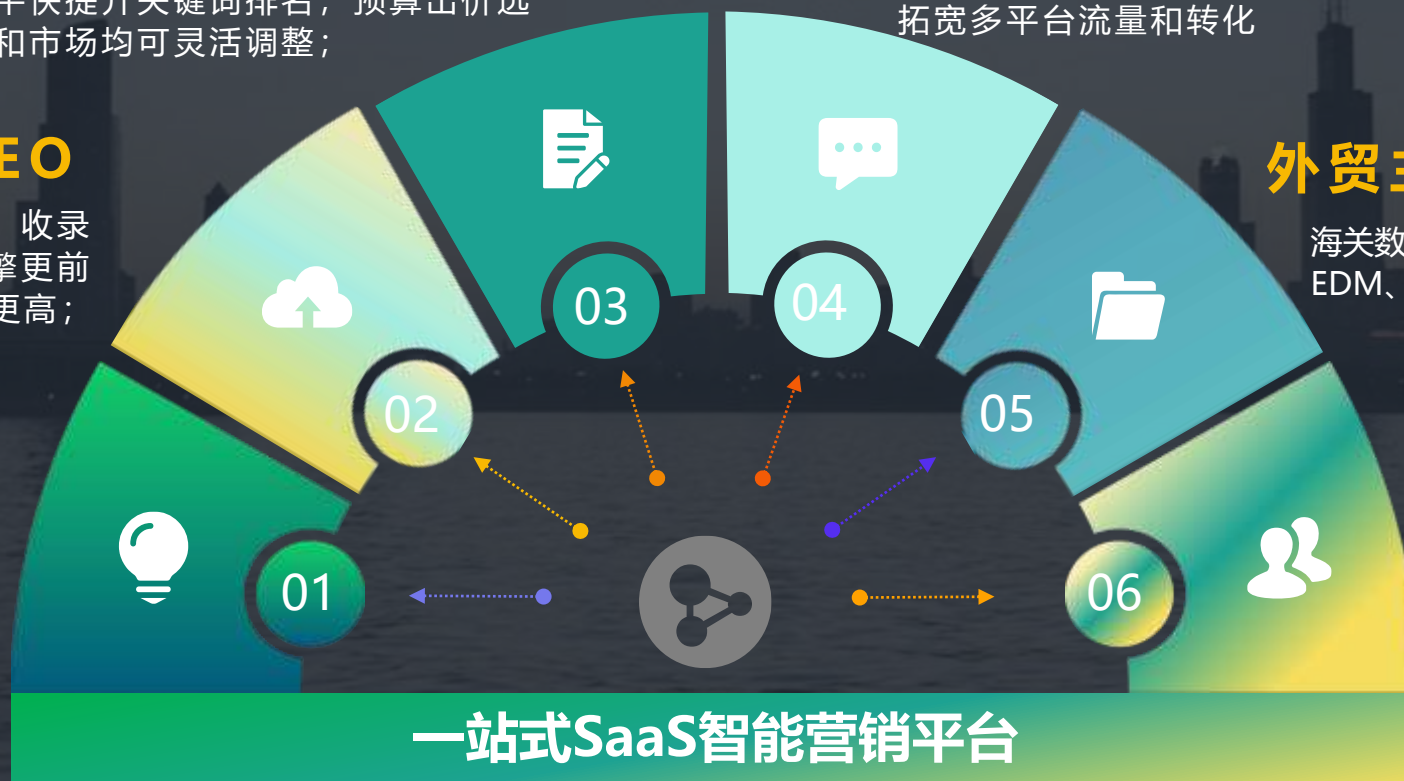 和市场均可灵活调整；
拓宽多平台流量和转化
EO
收录
擎更前
更高；
外贸主
海关数
EDM、
03
04
02
05
01
06
一站式SaaS智能营销平台